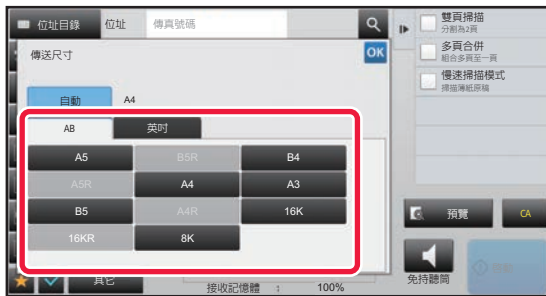 位址目錄 位址 傳真號碼
傳送尺寸 OK
自動 A4
AB 英吋
A5 B5R B4
A5R A4 A3
B5 A4R 16K
16KR 8K
其它 接收記憶體 : 100%
雙頁掃描
分割為2頁
多頁合併
組合多頁至一頁
慢速掃描模式
掃描薄紙原稿
預覽 CA
免持聽筒